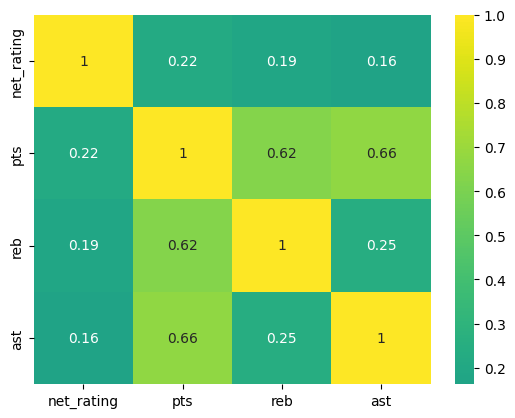 net_rating 1 0.22 0.19 0.16
pts 0.22 1 0.62 0.66
reb 0.19 0.62 1 0.25
ast 0.16 0.66 0.25 1
net_rating pts reb ast
1.0
0.9
0.8
0.7
0.6
0.5
0.4
0.3
0.2